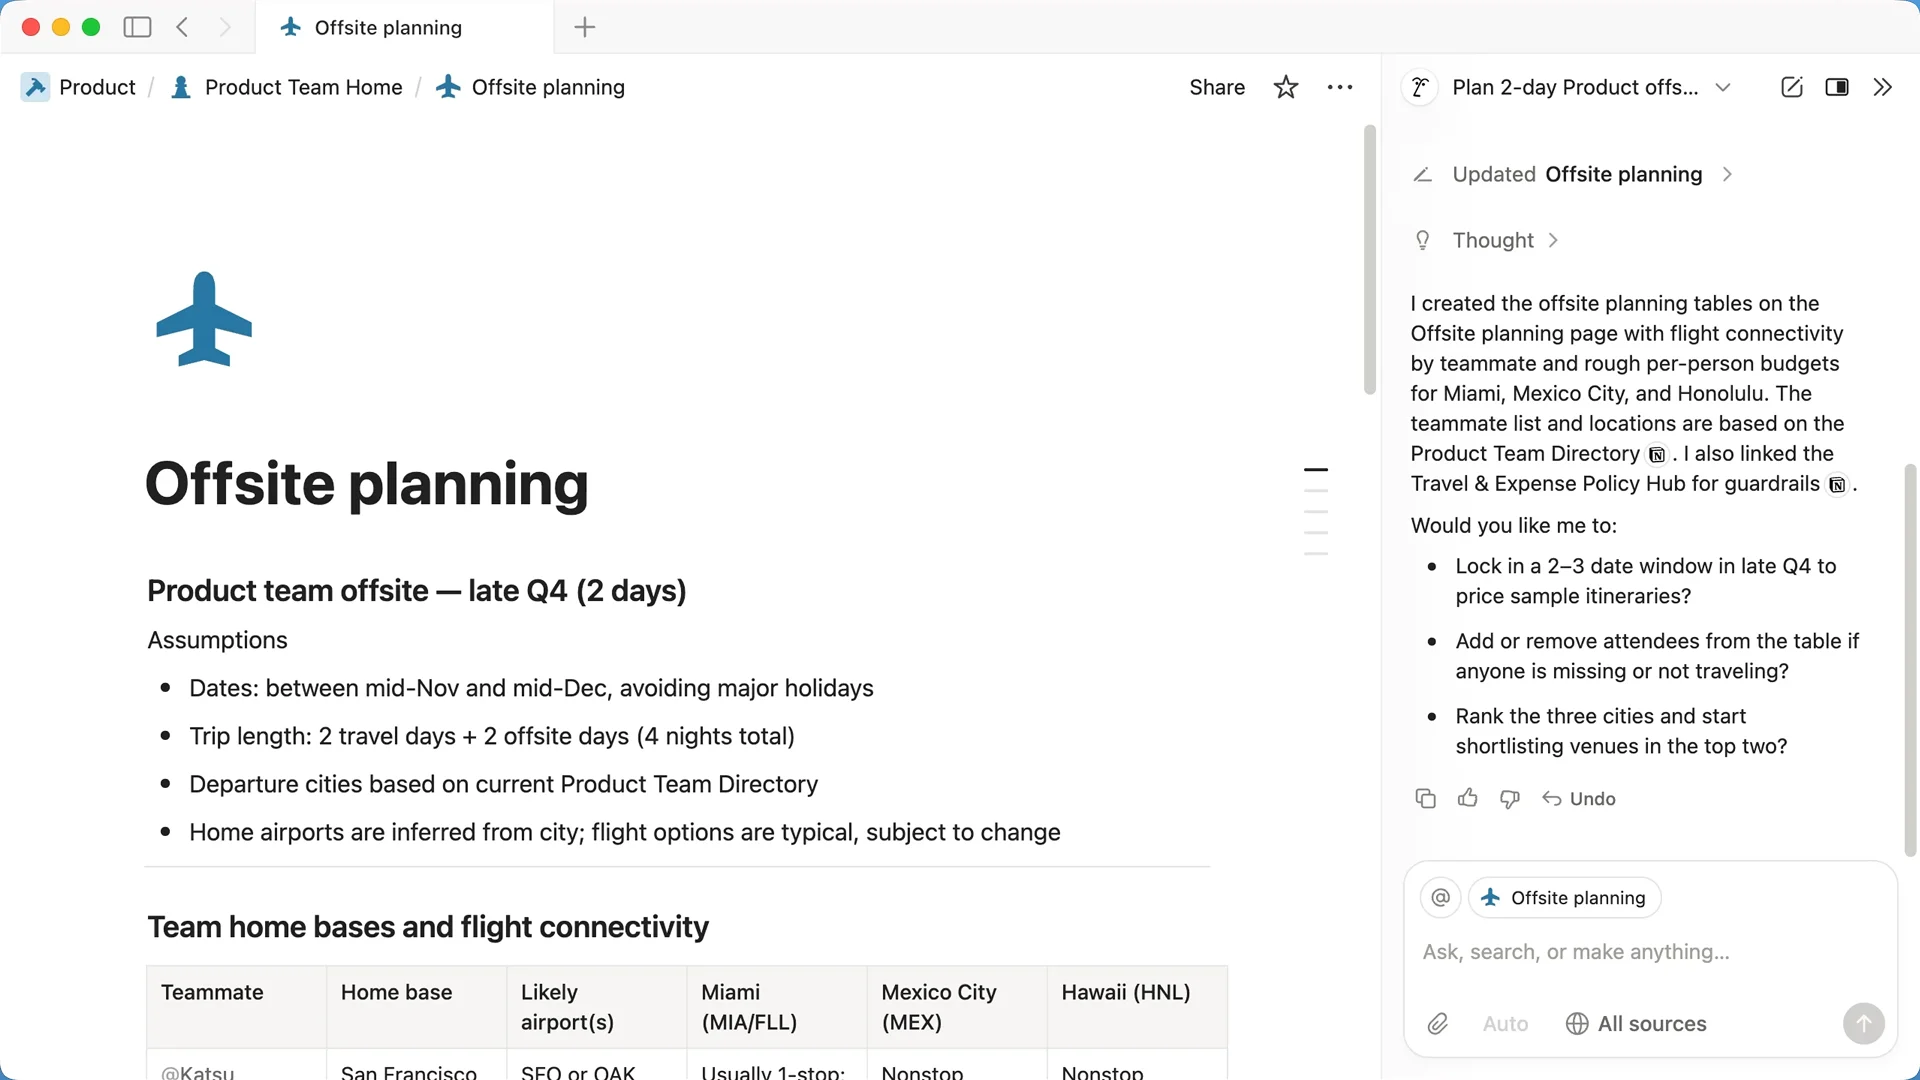 Offsite planning
Product / Product Team Home / Offsite planning
Share
Offsite planning
Product team offsite — late Q4 (2 days)
Assumptions
Dates: between mid-Nov and mid-Dec, avoiding major holidays
Trip length: 2 travel days + 2 offsite days (4 nights total)
Departure cities based on current Product Team Directory
Home airports are inferred from city; flight options are typical, subject to change
Team home bases and flight connectivity
Teammate
Home base
Likely
airport(s)
Miami
(MIA/FLL)
Mexico City
(MEX)
Hawaii (HNL)
@Katsu
San Francisco
SFO or OAK
Usually 1-stop;
Nonstop
Nonstop
Plan 2-day Product offs...
Updated Offsite planning
Thought
I created the offsite planning tables on the
Offsite planning page with flight connectivity
by teammate and rough per-person budgets
for Miami, Mexico City, and Honolulu. The
teammate list and locations are based on the
Product Team Directory . I also linked the
Travel & Expense Policy Hub for guardrails .
Would you like me to:
Lock in a 2–3 date window in late Q4 to
price sample itineraries?
Add or remove attendees from the table if
anyone is missing or not traveling?
Rank the three cities and start
shortlisting venues in the top two?
Undo
@ Offsite planning
Ask, search, or make anything...
Auto
All sources